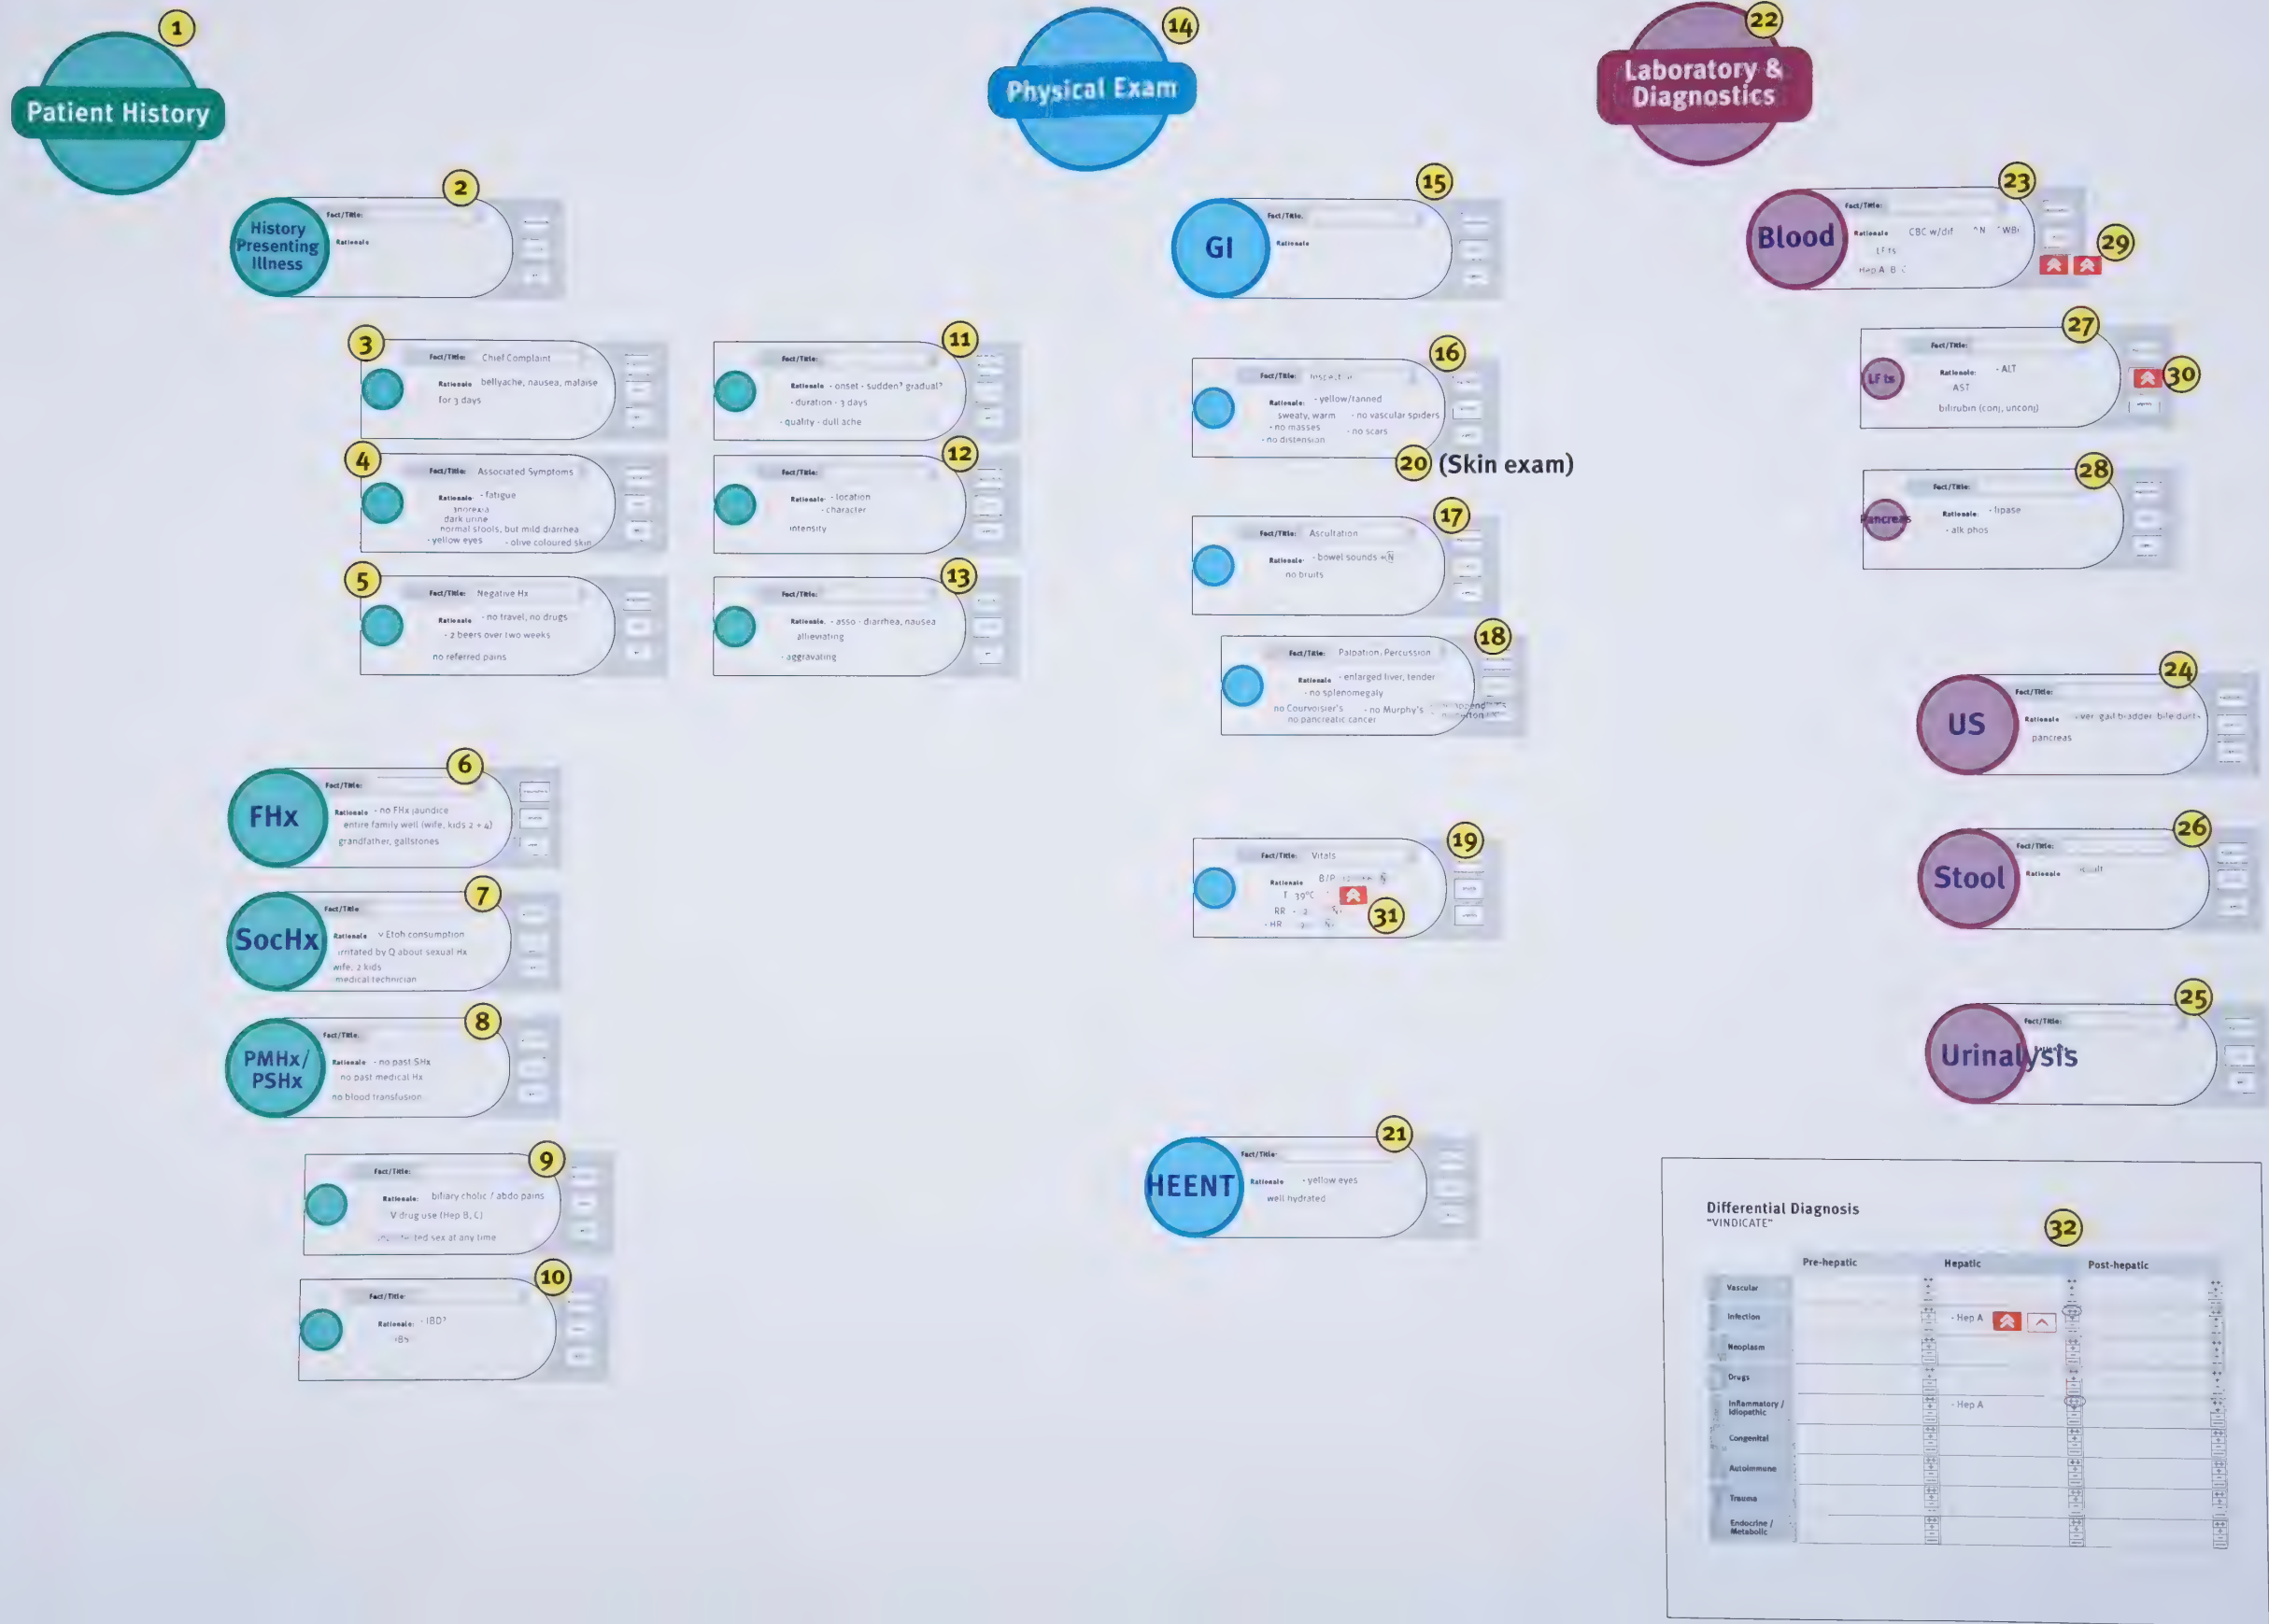 1
Patient History
2
History Presenting Illness
Fact/Title:
Rationale
3
Fact/Title: Chief Complaint
Rationale bellyache, nausea, malaise
for 3 days
4
Fact/Title: Associated Symptoms
Rationale - fatigue
anorexia
dark urine
normal stools, but mild diarrhea
- yellow eyes - olive coloured skin
5
Fact/Title: Negative Hx
Rationale - no travel, no drugs
- 2 beers over two weeks
no referred pains
11
Fact/Title:
Rationale - onset - sudden? gradual?
- duration - 3 days
- quality - dull ache
12
Fact/Title:
Rationale - location
- character
intensity
13
Fact/Title:
Rationale. - asso - diarrhea, nausea
alleviating
- aggravating
6
FHx
Fact/Title:
Rationale - no FHx jaundice
entire family well (wife, kids 2 + 4)
grandfather, gallstones
7
SocHx
Fact/Title
Rationale v Etoh consumption
irritated by Q about sexual Hx
wife, 2 kids
medical technician
8
PMHx/
PSHx
Fact/Title.
Rationale - no past SHx
no past medical Hx
no blood transfusion
9
Fact/Title:
Rationale: biliary cholic / abdo pains
V drug use (Hep B, C)
sex at any time
10
Fact/Title:
Rationale: - IBD?
IBS
14
Physical Exam
15
GI
Fact/Title.
Rationale
16
Fact/Title:
Rationale: - yellow/tanned
sweaty, warm - no vascular spiders
- no masses - no scars
- no distension
20 (Skin exam)
17
Fact/Title: Ascultation
Rationale: - bowel sounds = N
no bruits
18
Fact/Title: Palpation, Percussion
Rationale - enlarged liver, tender
- no splenomegaly
no Courvoisier's - no Murphy's
no pancreatic cancer
19
Fact/Title: Vitals
Rationale B/P
T 39°C
RR -
- HR
31
21
HEENT
Fact/Title
Rationale - yellow eyes
well hydrated
22
Laboratory &
Diagnostics
23
Blood
Fact/Title:
Rationale CBC w/dif ^N
LFts
Hep A B C
29
27
LFts
Fact/Title:
Rationale: - ALT
AST
bilirubin (conj, unconj)
30
28
Pancreas
Fact/Title:
Rationale: - lipase
- alk phos
24
US
Fact/Title:
Rationale gall bladder bile ducts
pancreas
26
Stool
Fact/Title:
Rationale
25
Urinalysis
Fact/Title:
Differential Diagnosis
"VINDICATE"
32
Pre-hepatic Hepatic Post-hepatic
Vascular
Infection - Hep A
Neoplasm
Drugs
Inflammatory /
Idiopathic - Hep A
Congenital
Autoimmune
Trauma
Endocrine /
Metabolic